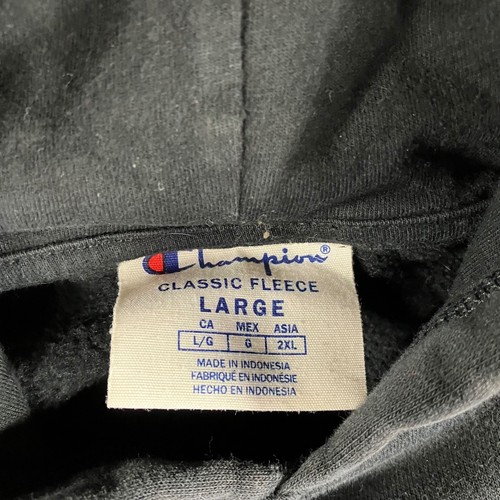 Champion®
CLASSIC FLEECE
LARGE
CA MEX ASIA
L/G G 2XL
MADE IN INDONESIA
FABRIQUÉ EN INDONÉSIE
HECHO EN INDONESIA